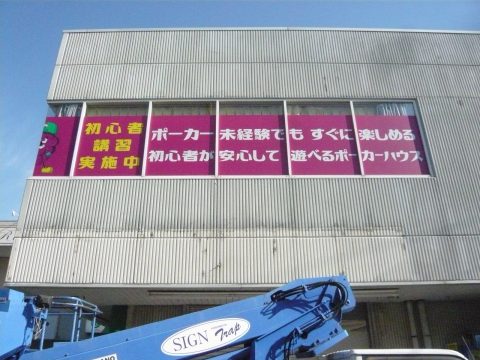 初心者
講習
実施中
ポーカー未経験でもすぐに楽しめる
初心者が安心して遊べるポーカーハウス
SIGN Trap